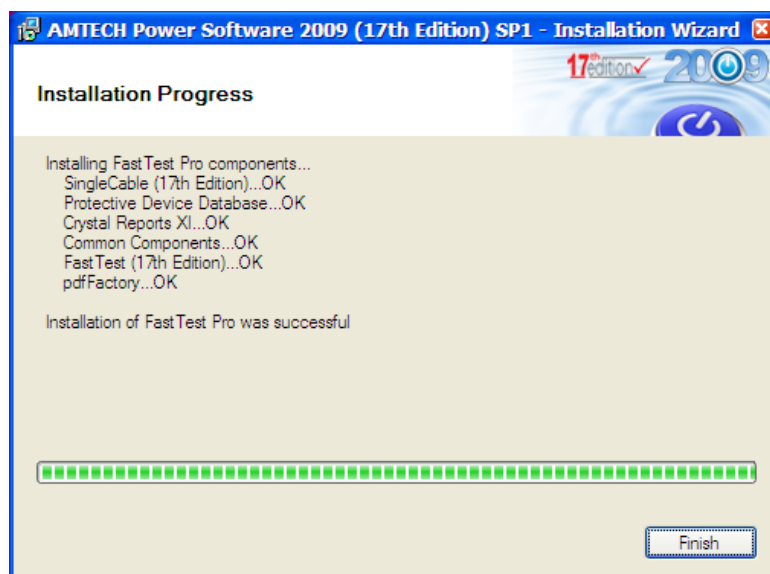 AMTECH Power Software 2009 (17th Edition) SP1 - Installation Wizard
17th edition 2009
Installation Progress
Installing FastTest Pro components...
SingleCable (17th Edition)...OK
Protective Device Database...OK
Crystal Reports XI...OK
Common Components...OK
FastTest (17th Edition)...OK
pdfFactory...OK
Installation of FastTest Pro was successful
Finish